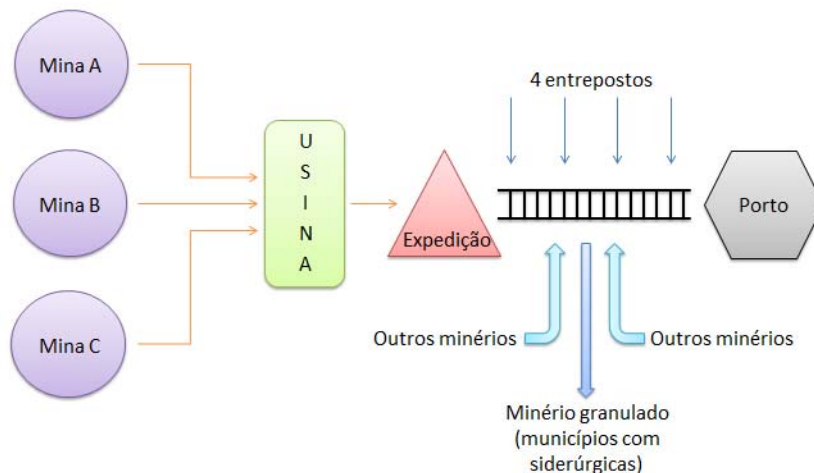 Mina A
Mina B
Mina C
U
S
I
N
A
Expedição
4 entrepostos
Porto
Outros minérios
Outros minérios
Minério granulado
(municípios com
siderúrgicas)